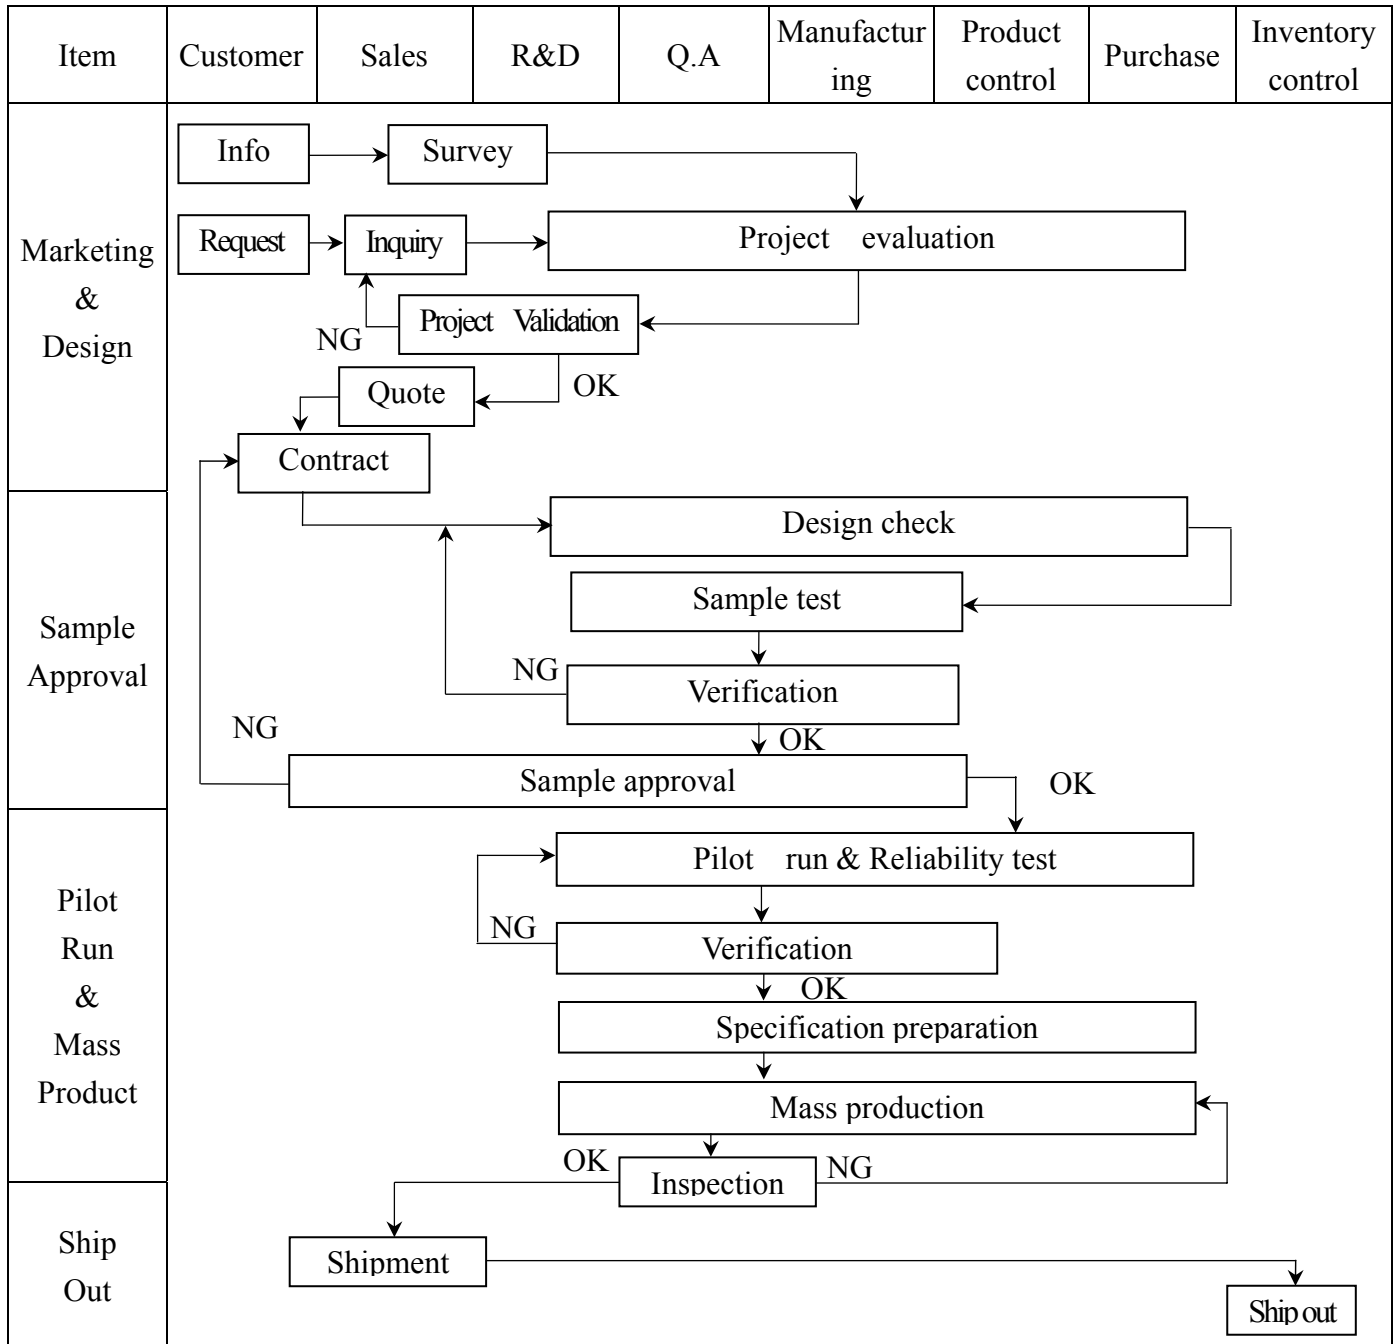 Item
Customer
Sales
R&D
Q.A
Manufactur
ing
Product
control
Purchase
Inventory
control
Marketing
&
Design
Info
Survey
Request
Inquiry
Project evaluation
Project Validation
NG
OK
Quote
Contract
Sample
Approval
Design check
Sample test
NG
Verification
NG
OK
Sample approval
OK
Pilot
Run
&
Mass
Product
Pilot run & Reliability test
NG
Verification
OK
Specification preparation
Mass production
OK
Inspection
NG
Ship
Out
Shipment
Ship out